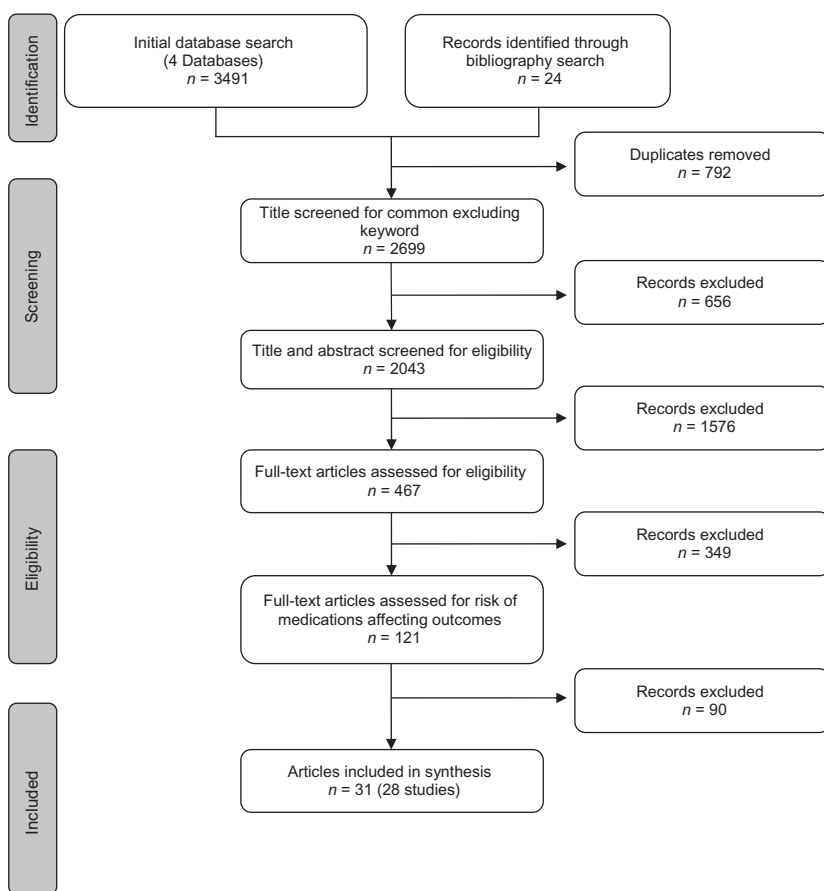 Identification
Initial database search
(4 Databases)
n = 3491
Records identified through
bibliography search
n = 24
Duplicates removed
n = 792
Screening
Title screened for common excluding
keyword
n = 2699
Records excluded
n = 656
Title and abstract screened for eligibility
n = 2043
Records excluded
n = 1576
Eligibility
Full-text articles assessed for eligibility
n = 467
Records excluded
n = 349
Full-text articles assessed for risk of
medications affecting outcomes
n = 121
Records excluded
n = 90
Included
Articles included in synthesis
n = 31 (28 studies)